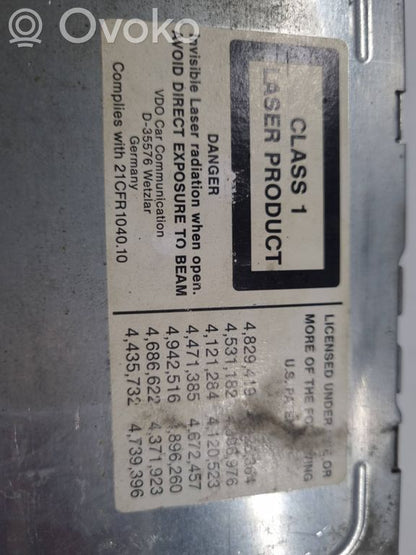 Ovoko
CLASS 1
LASER PRODUCT
DANGER
Invisible Laser radiation when open.
AVOID DIRECT EXPOSURE TO BEAM
VDO Car Communication
D-35576 Wetzlar
Germany
Complies with 21CFR1040.10
LICENSED UNDER OR
MORE OF THE
U.S.
4,829,419
4,531,182
4,121,284 4,120,523
4,471,385 4,672,457
4,942,516
4,986,622 4,371,923
4,435,732 4,739,396